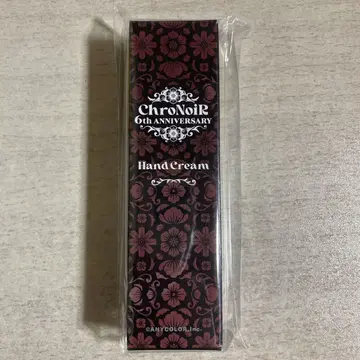 ChroNoiR
6th ANNIVERSARY
Hand Cream
©ANYCOLOR, Inc.